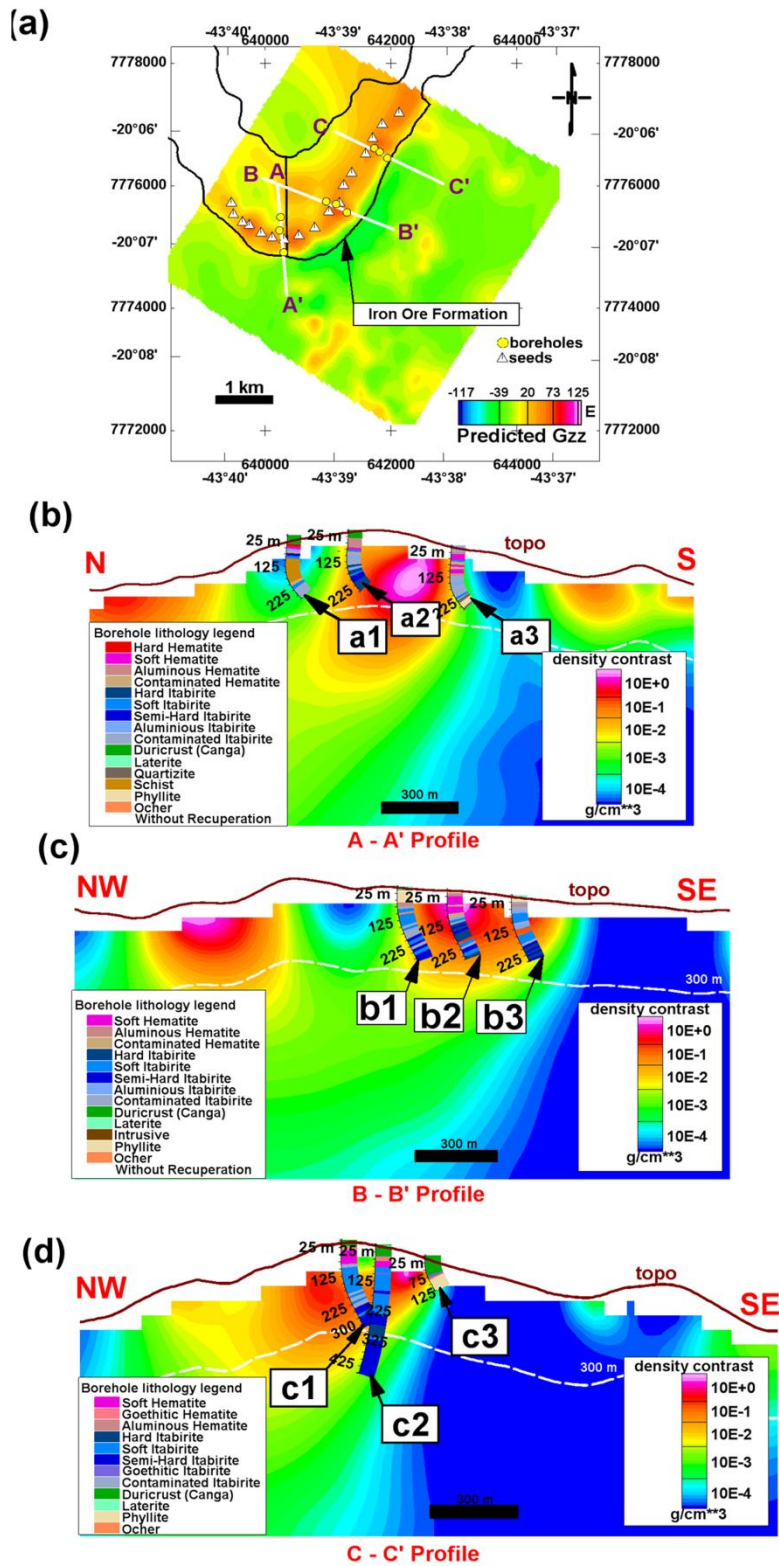 (a)
-43°40' -43°39' -43°38' -43°37'
640000 642000 644000
7778000 7778000
N
-20°06' -20°06'
C
B A
7776000 7776000
C'
B'
-20°07' -20°07'
A'
7774000 7774000
Iron Ore Formation
boreholes
seeds
-20°08' -20°08'
1 km
-117 -39 20 73 125
E
Predicted Gzz
7772000 7772000
640000 642000 644000
-43°40' -43°39' -43°38' -43°37'
(b)
N 25 m 25 m 25 m topo S
125 125 125
225 225 225
a1 a2 a3
Borehole lithology legend
Hard Hematite
Soft Hematite
Aluminous Hematite
Contaminated Hematite
Hard Itabirite
Soft Itabirite
Semi-Hard Itabirite
Aluminious Itabirite
Contaminated Itabirite
Duricrust (Canga)
Laterite
Quartizite
Schist
Phyllite
Ocher
Without Recuperation
300 m
density contrast
10E+0
10E-1
10E-2
10E-3
10E-4
g/cm**3
A - A' Profile
(c)
NW 25 m 25 m 25 m topo SE
125 125 125
225 225 225
300 m
b1 b2 b3
Borehole lithology legend
Soft Hematite
Aluminous Hematite
Contaminated Hematite
Hard Itabirite
Soft Itabirite
Semi-Hard Itabirite
Aluminious Itabirite
Contaminated Itabirite
Duricrust (Canga)
Laterite
Intrusive
Phyllite
Ocher
Without Recuperation
300 m
density contrast
10E+0
10E-1
10E-2
10E-3
10E-4
g/cm**3
B - B' Profile
(d)
NW 25 m 25 m 25 m topo SE
125 125 75
225 225 125
300 325
425
c1 c2 c3
300 m
Borehole lithology legend
Soft Hematite
Goethitic Hematite
Aluminous Hematite
Hard Itabirite
Soft Itabirite
Semi-Hard Itabirite
Goethitic Itabirite
Contaminated Itabirite
Duricrust (Canga)
Laterite
Phyllite
Ocher
300 m
density contrast
10E+0
10E-1
10E-2
10E-3
10E-4
g/cm**3
C - C' Profile